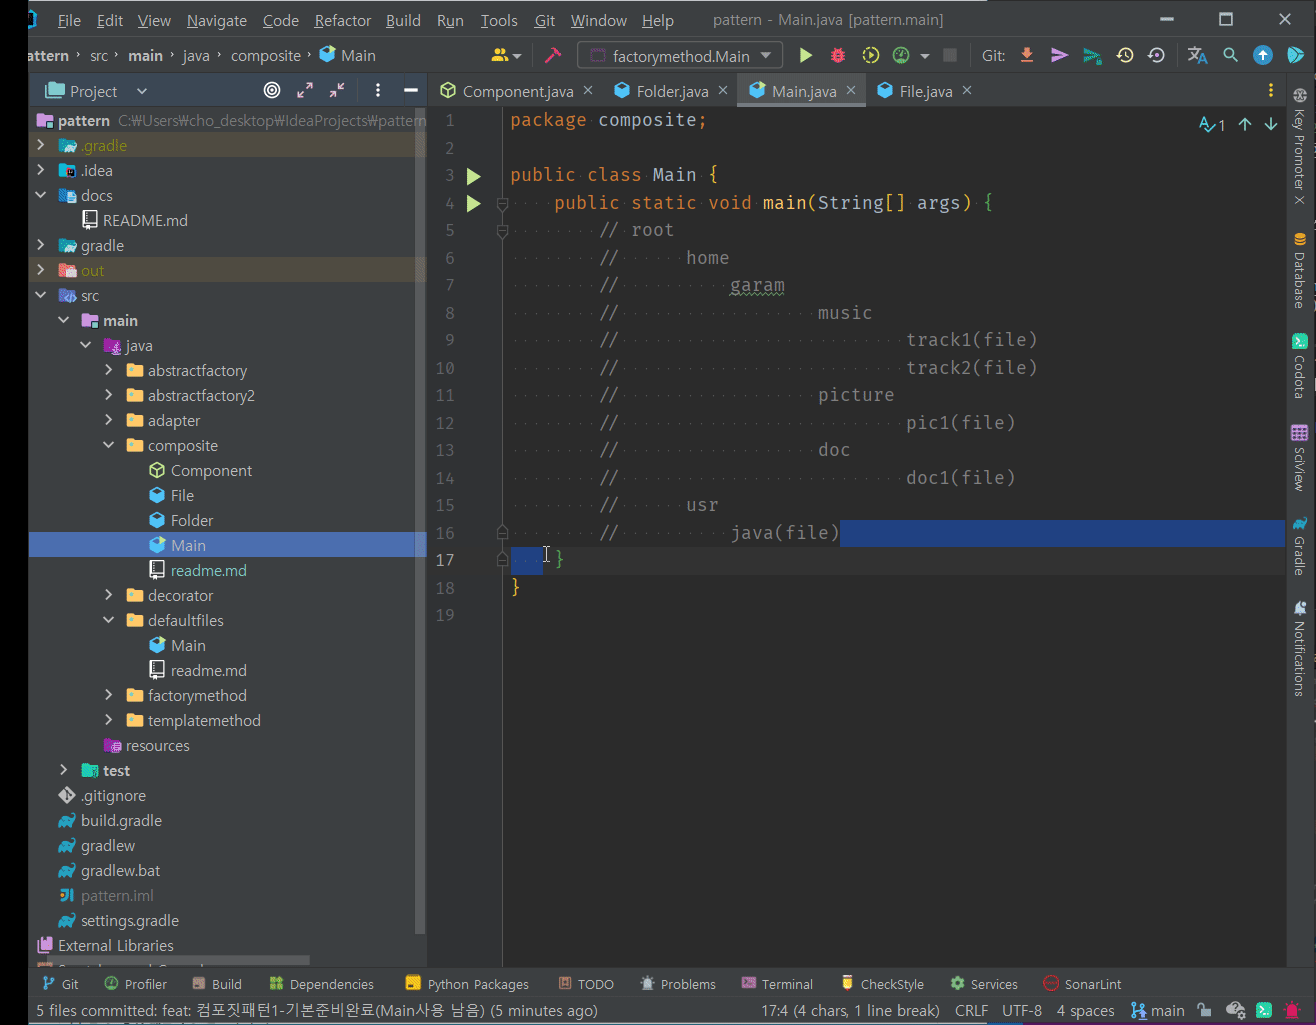 File Edit View Navigate Code Refactor Build Run Tools Git Window Help pattern - Main.java [pattern.main]
attern › src › main › java › composite › Main factorymethod.Main Git:
Project
Component.java Folder.java Main.java File.java
pattern C:₩Users₩cho_desktop₩IdeaProjects₩pattern
.gradle
.idea
docs
README.md
gradle
out
src
main
java
abstractfactory
abstractfactory2
adapter
composite
Component
File
Folder
Main
readme.md
decorator
defaultfiles
Main
readme.md
factorymethod
templatemethod
resources
test
.gitignore
build.gradle
gradlew
gradlew.bat
pattern.iml
settings.gradle
External Libraries
1 package composite;
2
3 public class Main {
4 public static void main(String[] args) {
5 // root
6 // home
7 // garam
8 // music
9 // track1(file)
10 // track2(file)
11 // picture
12 // pic1(file)
13 // doc
14 // doc1(file)
15 // usr
16 // java(file)
17 }
18 }
19
1
Key Promoter X
Database
Codota
SciView
Gradle
Notifications
Git Profiler Build Dependencies Python Packages TODO Problems Terminal CheckStyle Services SonarLint
5 files committed: feat: 컴포짓패턴1-기본준비완료(Main사용 남음) (5 minutes ago) 17:4 (4 chars, 1 line break) CRLF UTF-8 4 spaces main